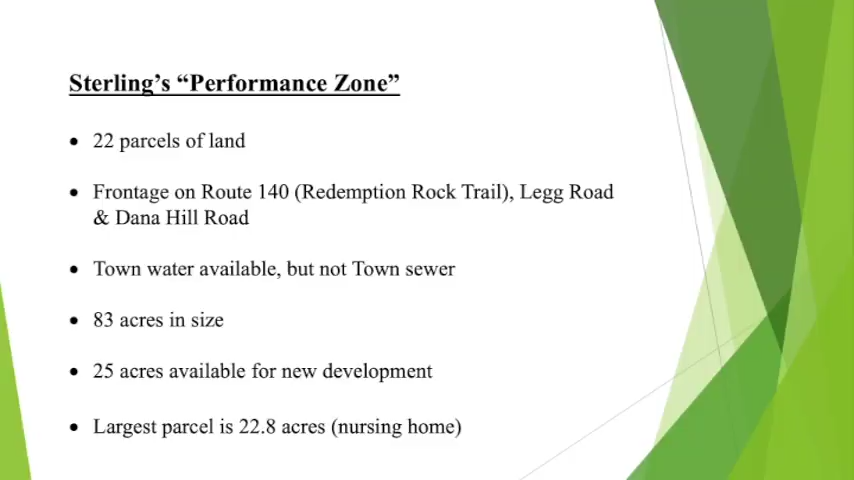 Sterling’s “Performance Zone”
• 22 parcels of land
• Frontage on Route 140 (Redemption Rock Trail), Legg Road
& Dana Hill Road
• Town water available, but not Town sewer
• 83 acres in size
• 25 acres available for new development
• Largest parcel is 22.8 acres (nursing home)